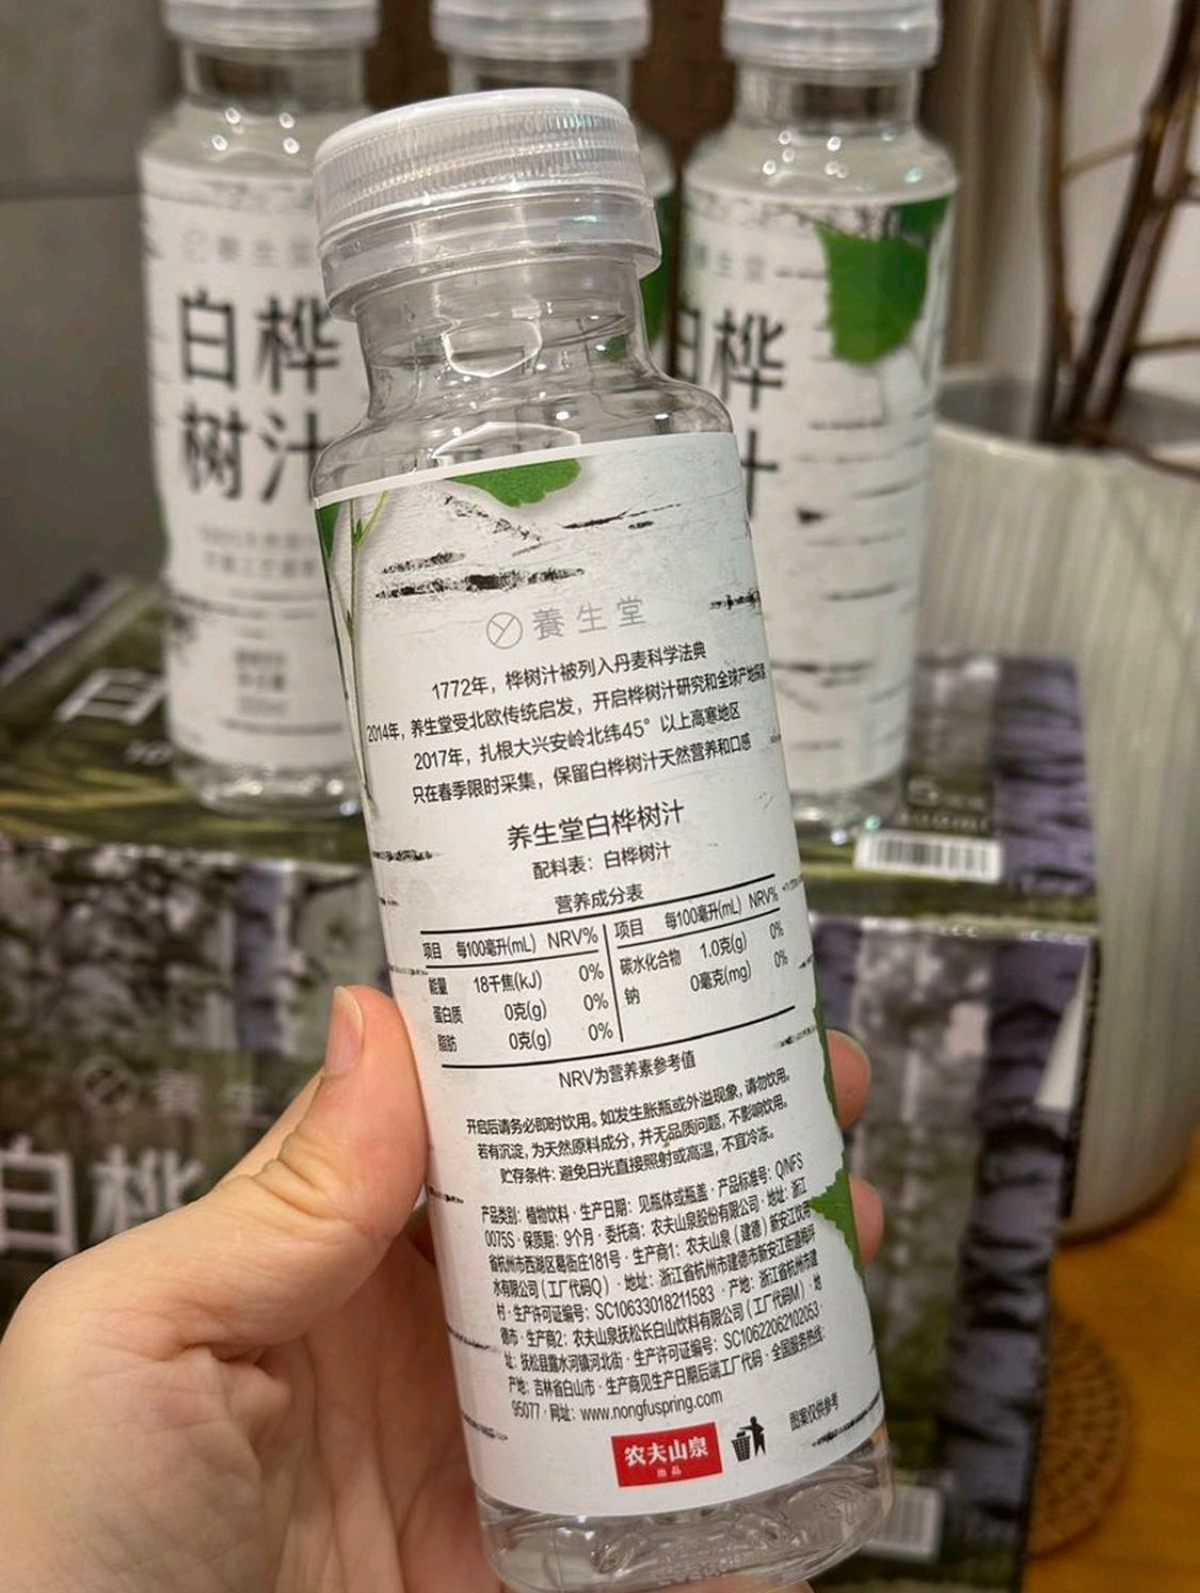 養生堂
白桦
树汁
生堂
白桦
汁
養生堂
1772年，桦树汁被列入丹麦科学法典
2014年，养生堂受北欧传统启发，开启桦树汁研究和全球产地探索
2017年，扎根大兴安岭北纬45°以上高寒地区
只在春季限时采集，保留白桦树汁天然营养和口感
养生堂白桦树汁
配料表：白桦树汁
营养成分表
项目 每100毫升(mL) NRV% 项目 每100毫升(mL) NRV%
能量 18千焦(kJ) 0% 碳水化合物 1.0克(g) 0%
蛋白质 0克(g) 0% 钠 0毫克(mg) 0%
脂肪 0克(g) 0%
NRV为营养素参考值
开启后请务必即时饮用。如发生胀瓶或外溢现象，请勿饮用。
若有沉淀，为天然原料成分，并无品质问题，不影响饮用。
贮存条件：避免日光直接照射或高温，不宜冷冻。
产品类别：植物饮料·生产日期：见瓶体或瓶盖·产品标准号：Q/NFS
0075S·保质期：9个月·委托商：农夫山泉股份有限公司·地址：浙江
省杭州市西湖区葛衙庄181号·生产商1：农夫山泉（建德）新安江饮
水有限公司（工厂代码Q）·地址：浙江省杭州市建德市新安江街道梅坪
村·生产许可证编号：SC10633018211583·产地：浙江省杭州市建
德市·生产商2：农夫山泉抚松长白山饮料有限公司（工厂代码M）·地
址：抚松县露水河镇河北街·生产许可证编号：SC10622062102053·
产地：吉林省白山市·生产商见生产日期后端工厂代码·全国服务热线：
95077·网址：www.nongfuspring.com
农夫山泉
出品
图案仅供参考
白桦